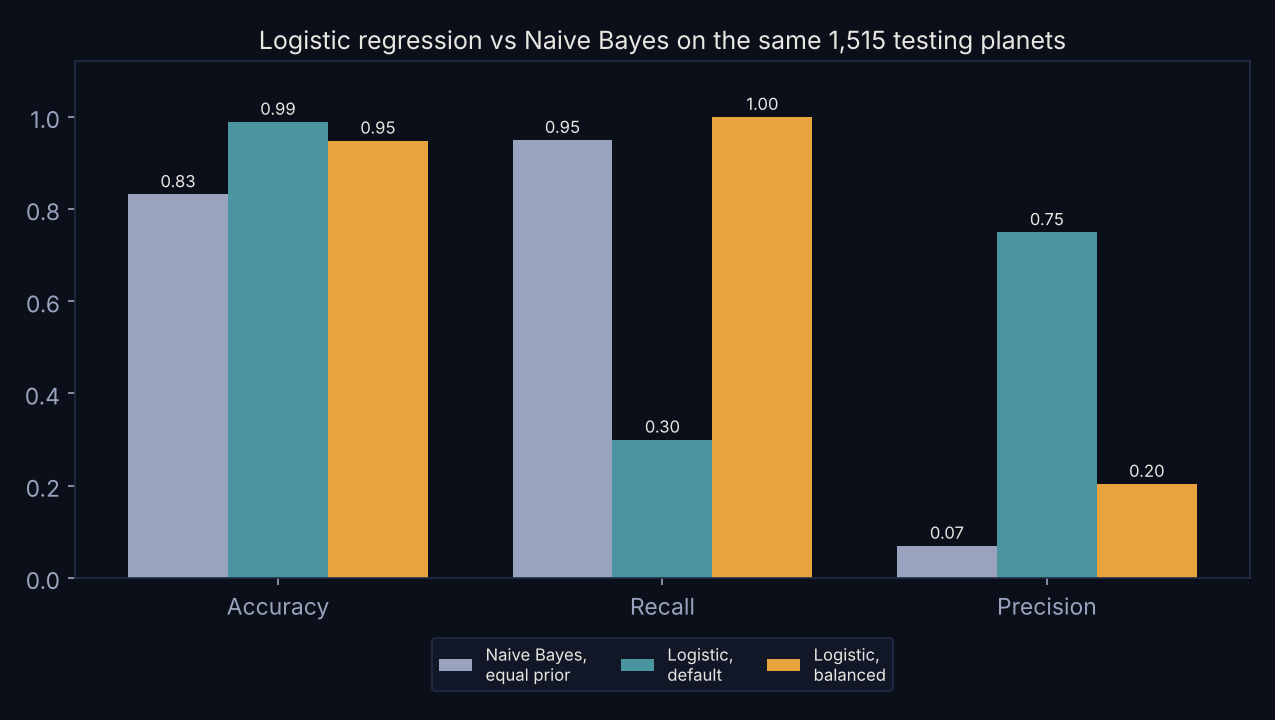 Logistic regression vs Naive Bayes on the same 1,515 testing planets
1.0
0.8
0.6
0.4
0.2
0.0
0.83
0.99
0.95
0.95
0.30
1.00
0.07
0.75
0.20
Accuracy
Recall
Precision
Naive Bayes,
equal prior
Logistic,
default
Logistic,
balanced